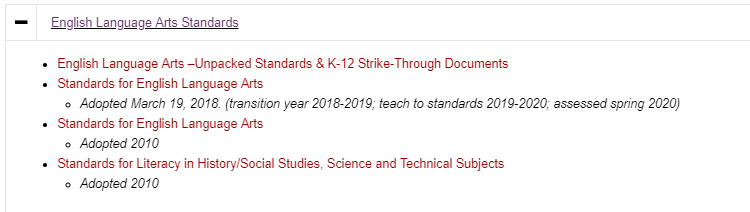 English Language Arts Standards
English Language Arts –Unpacked Standards & K-12 Strike-Through Documents
Standards for English Language Arts
Adopted March 19, 2018. (transition year 2018-2019; teach to standards 2019-2020; assessed spring 2020)
Standards for English Language Arts
Adopted 2010
Standards for Literacy in History/Social Studies, Science and Technical Subjects
Adopted 2010